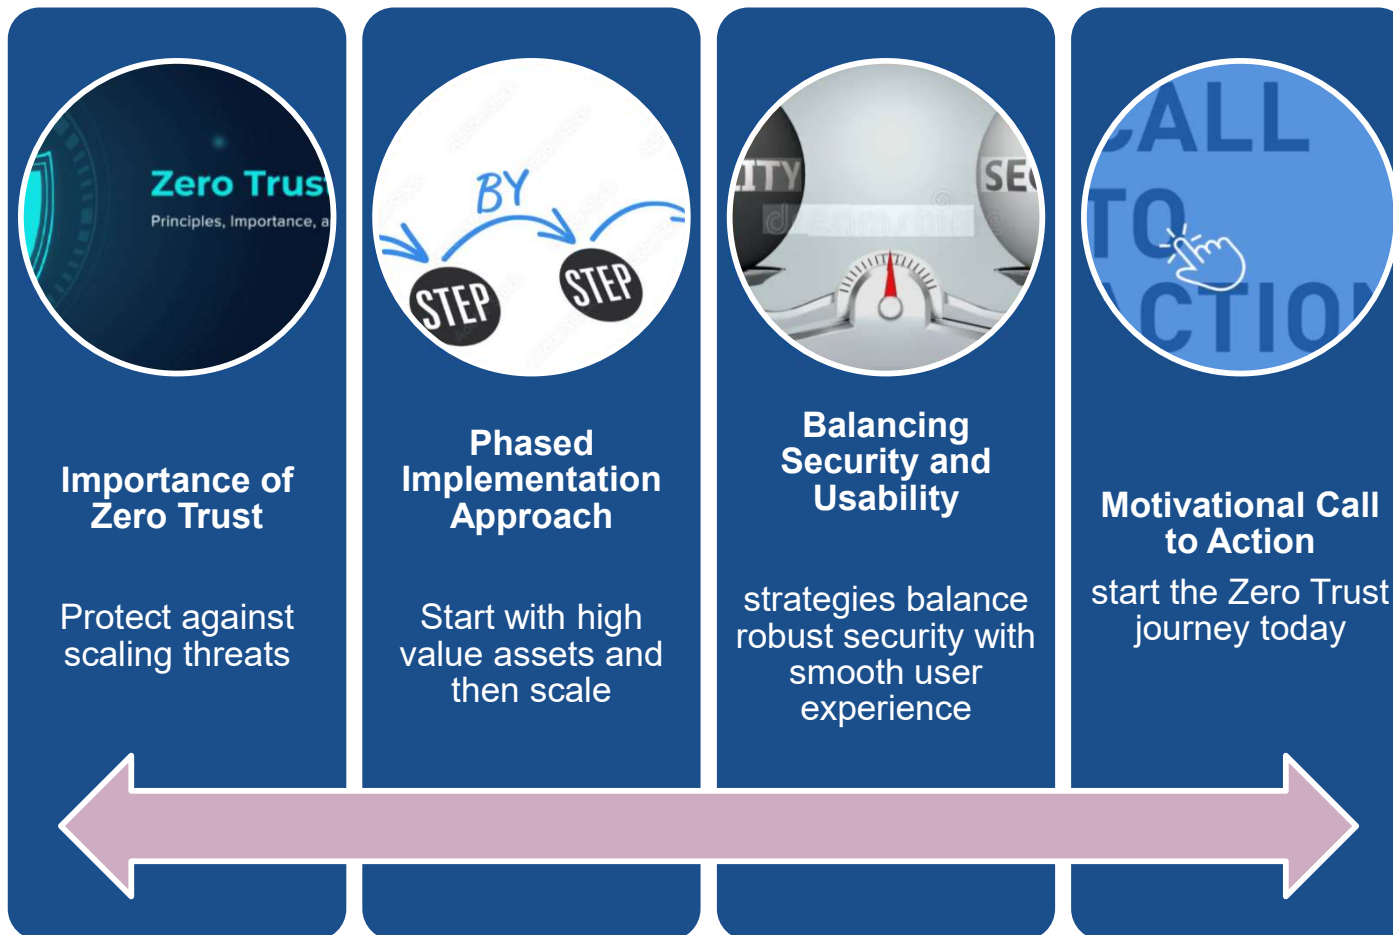 Zero Trus
Principles, Importance, a
Importance of
Zero Trust
Protect against
scaling threats
BY
STEP
STEP
Phased
Implementation
Approach
Start with high
value assets and
then scale
ITY
SEC
Balancing
Security and
Usability
strategies balance
robust security with
smooth user
experience
CALL
TO
ACTION
Motivational Call
to Action
start the Zero Trust
journey today